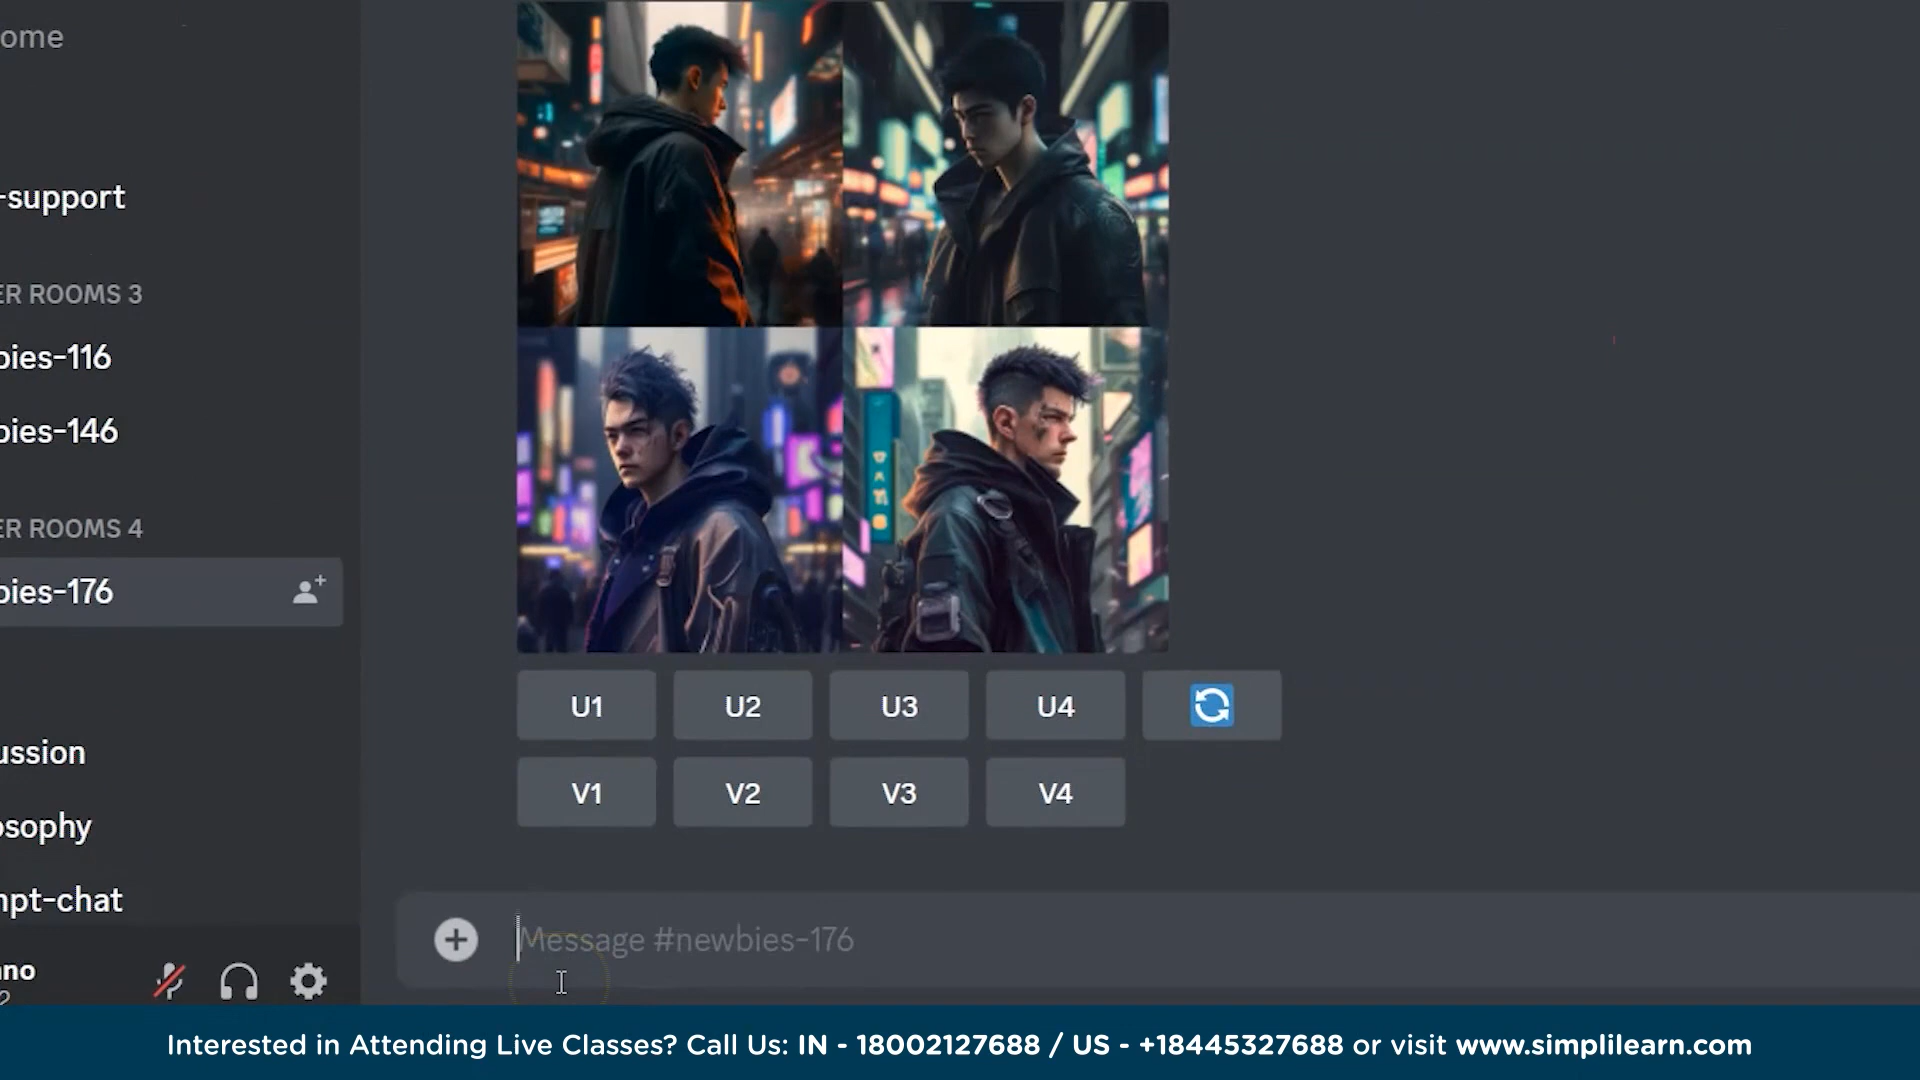 ome
-support
ER ROOMS 3
bies-116
bies-146
ER ROOMS 4
bies-176
ussion
osophy
npt-chat
ano
U1 U2 U3 U4
V1 V2 V3 V4
Message #newbies-176
Interested in Attending Live Classes? Call Us: IN - 18002127688 / US - +18445327688 or visit www.simplilearn.com